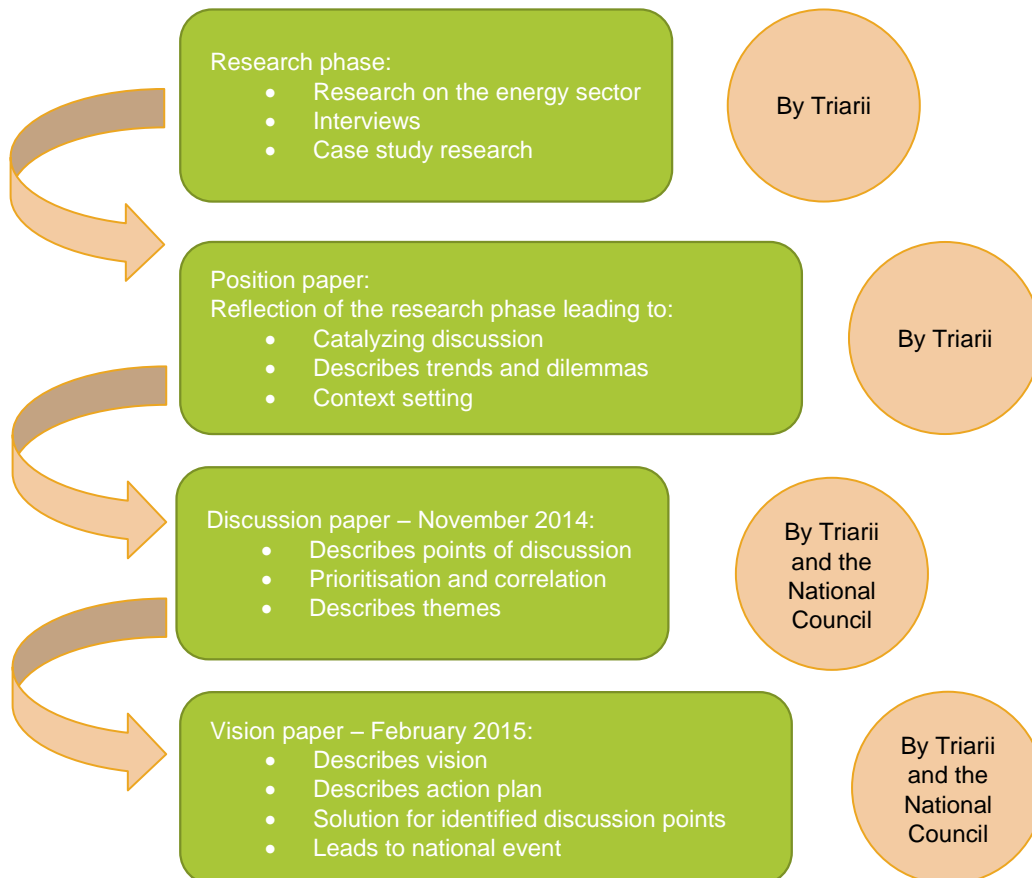 Research phase:
• Research on the energy sector
• Interviews
• Case study research
By Triarii
Position paper:
Reflection of the research phase leading to:
• Catalyzing discussion
• Describes trends and dilemmas
• Context setting
By Triarii
Discussion paper – November 2014:
• Describes points of discussion
• Prioritisation and correlation
• Describes themes
By Triarii
and the
National
Council
Vision paper – February 2015:
• Describes vision
• Describes action plan
• Solution for identified discussion points
• Leads to national event
By Triarii
and the
National
Council